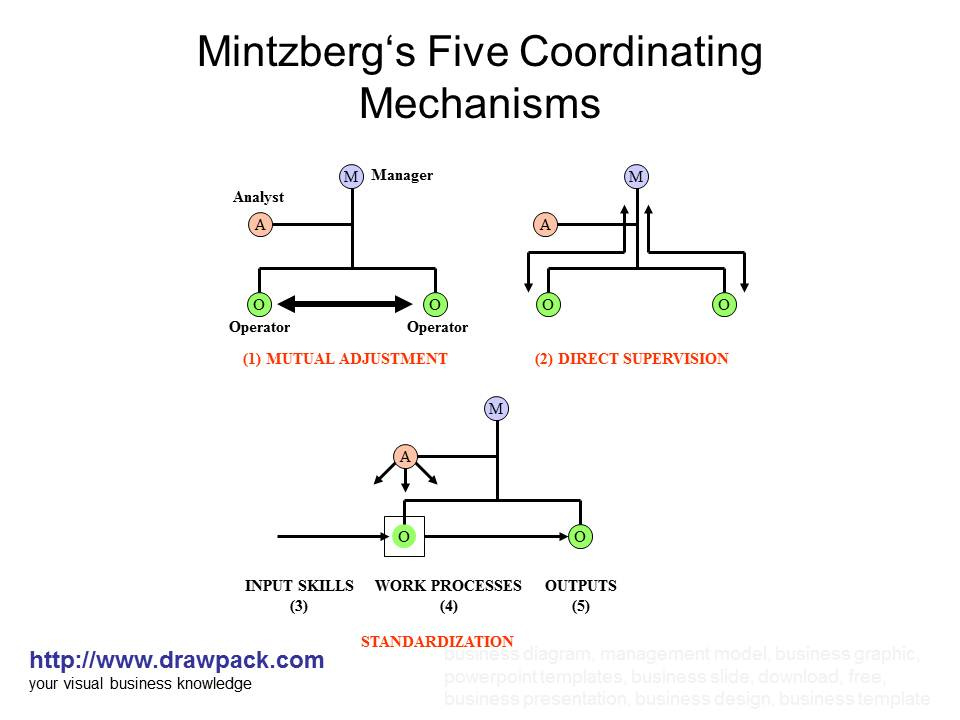 Mintzberg‘s Five Coordinating
Mechanisms
M Manager
Analyst
A
O O
Operator Operator
(1) MUTUAL ADJUSTMENT
M
A
O O
(2) DIRECT SUPERVISION
M
A
O O
INPUT SKILLS WORK PROCESSES OUTPUTS
(3) (4) (5)
STANDARDIZATION
http://www.drawpack.com
your visual business knowledge
business diagram, management model, business graphic,
powerpoint templates, business slide, download, free,
business presentation, business design, business template